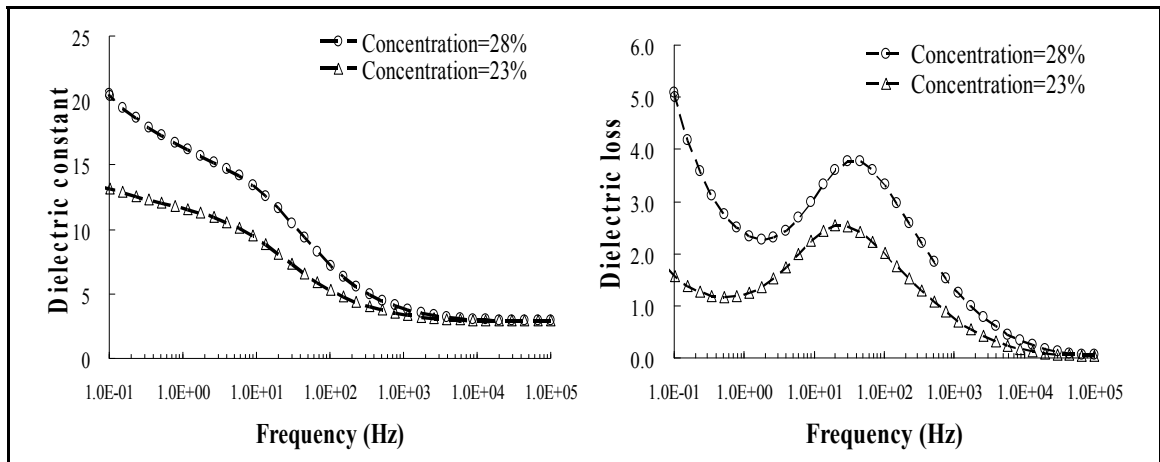 25
20
15
10
5
0
Dielectric constant
Concentration=28%
Concentration=23%
1.0E-01 1.0E+00 1.0E+01 1.0E+02 1.0E+03 1.0E+04 1.0E+05
Frequency (Hz)
6.0
5.0
4.0
3.0
2.0
1.0
0.0
Dielectric loss
Concentration=28%
Concentration=23%
1.0E-01 1.0E+00 1.0E+01 1.0E+02 1.0E+03 1.0E+04 1.0E+05
Frequency (Hz)